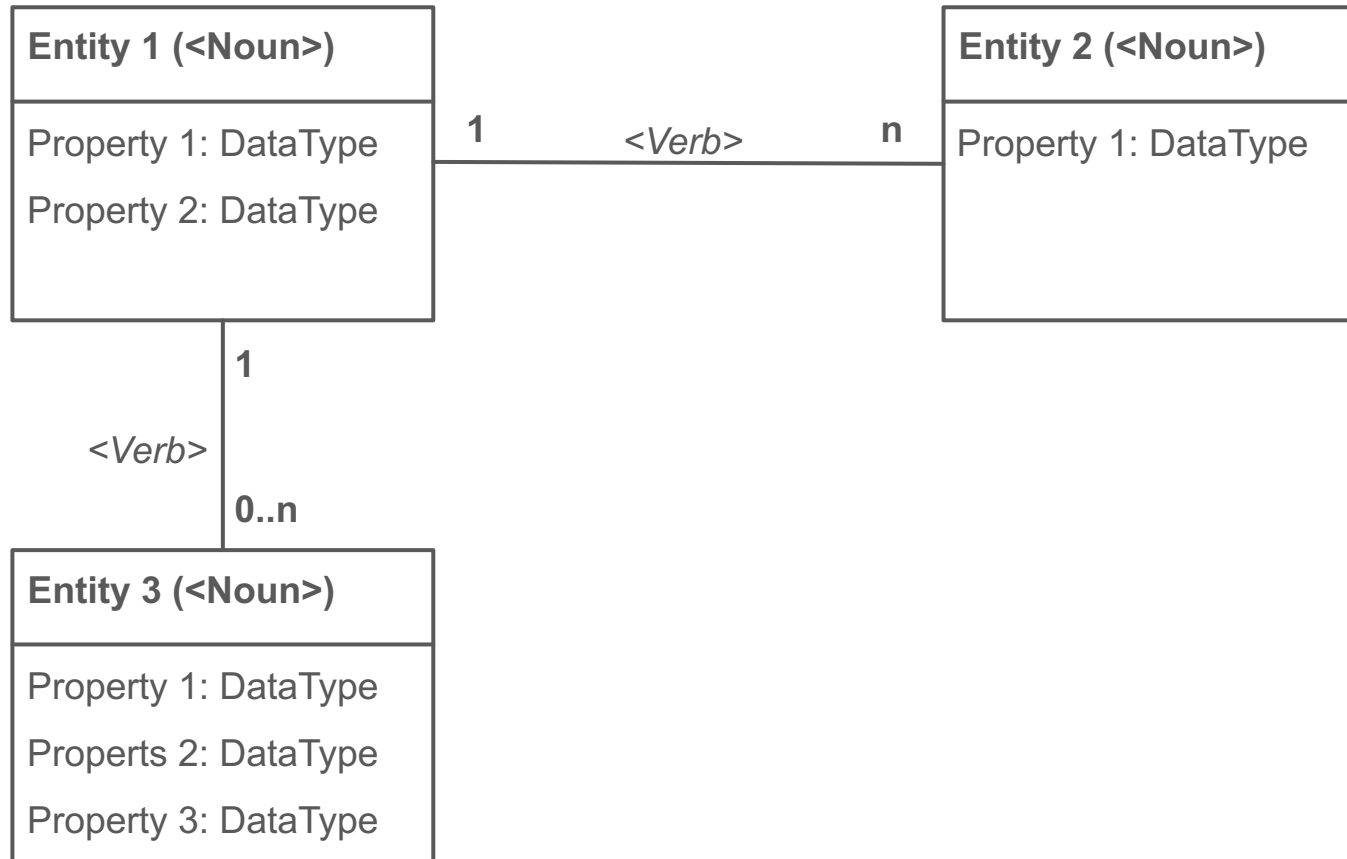 Entity 1 (<Noun>)
Property 1: DataType
Property 2: DataType
1
<Verb>
n
Entity 2 (<Noun>)
Property 1: DataType
1
<Verb>
0..n
Entity 3 (<Noun>)
Property 1: DataType
Properts 2: DataType
Property 3: DataType